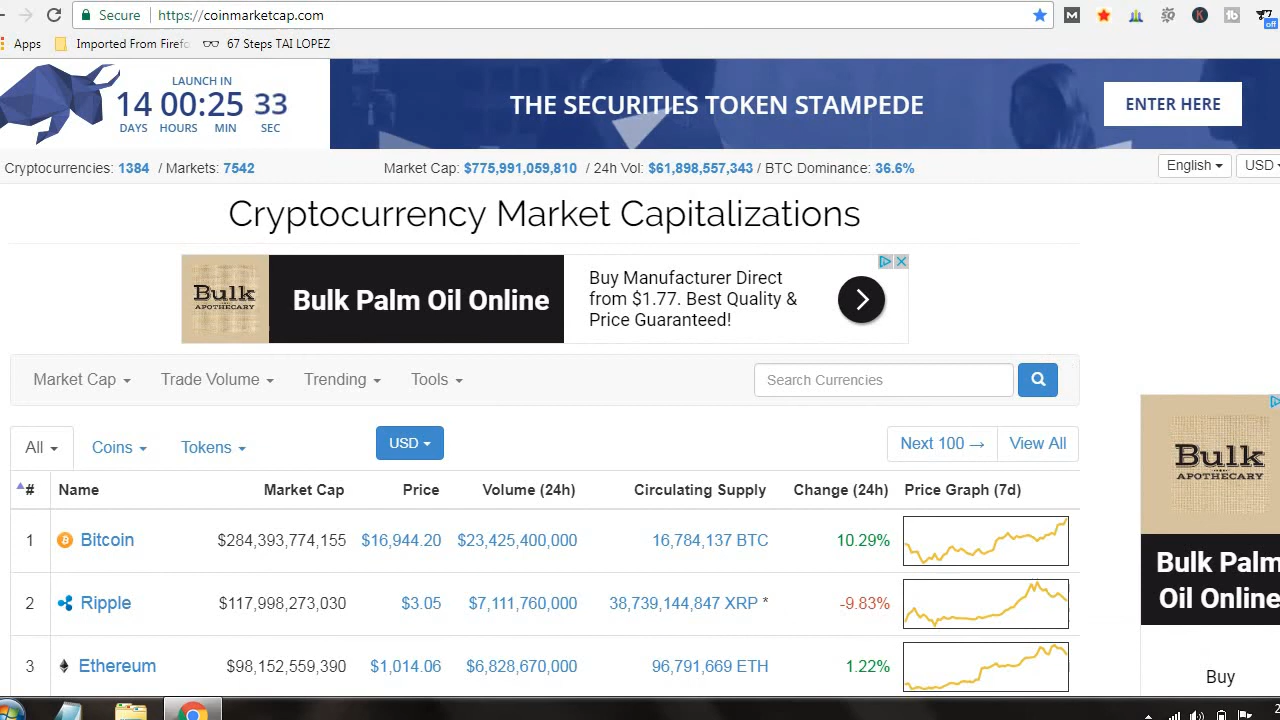 Secure https://coinmarketcap.com
Apps Imported From Firefo 67 Steps TAI LOPEZ
off
LAUNCH IN
14 00:25 33
DAYS HOURS MIN SEC
THE SECURITIES TOKEN STAMPEDE
ENTER HERE
Cryptocurrencies: 1384 / Markets: 7542
Market Cap: $775,991,059,810 / 24h Vol: $61,898,557,343 / BTC Dominance: 36.6%
English
USD
Cryptocurrency Market Capitalizations
Bulk
APOTHECARY
Bulk Palm Oil Online
Buy Manufacturer Direct
from $1.77. Best Quality &
Price Guaranteed!
Market Cap Trade Volume Trending Tools
Search Currencies
All Coins Tokens
USD
Next 100 → View All
# Name Market Cap Price Volume (24h) Circulating Supply Change (24h) Price Graph (7d)
1 Bitcoin $284,393,774,155 $16,944.20 $23,425,400,000 16,784,137 BTC 10.29%
2 Ripple $117,998,273,030 $3.05 $7,111,760,000 38,739,144,847 XRP * -9.83%
3 Ethereum $98,152,559,390 $1,014.06 $6,828,670,000 96,791,669 ETH 1.22%
Bulk
APOTHECARY
Bulk Palm
Oil Online
Buy